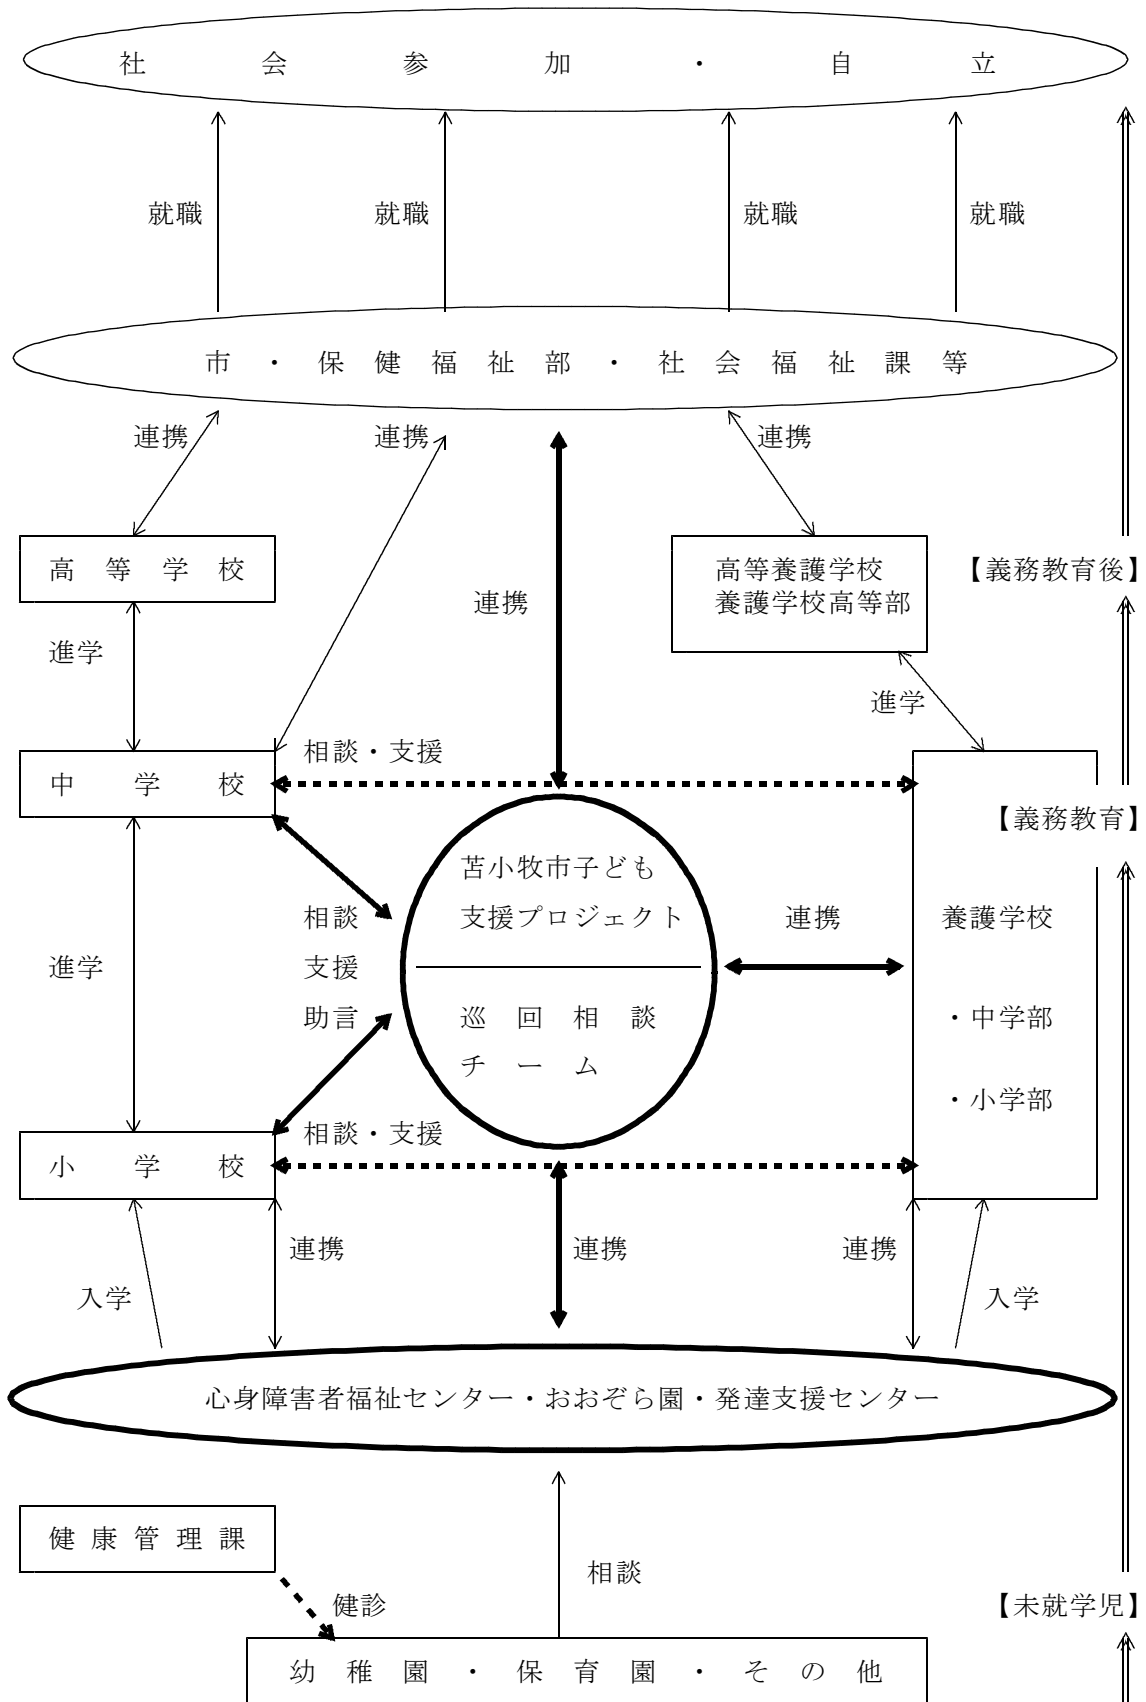 社会参加・自立
就職 就職 就職 就職
市・保健福祉部・社会福祉課等
連携 連携 連携
高等学校
高等養護学校
養護学校高等部
【義務教育後】
連携
進学
進学
相談・支援
中学校
【義務教育】
苫小牧市子ども
支援プロジェクト
相談
支援
助言
連携
養護学校
進学
巡回相談
チーム
・中学部
・小学部
相談・支援
小学校
連携 連携 連携
入学 入学
心身障害者福祉センター・おおぞら園・発達支援センター
健康管理課
相談
健診
【未就学児】
幼稚園・保育園・その他